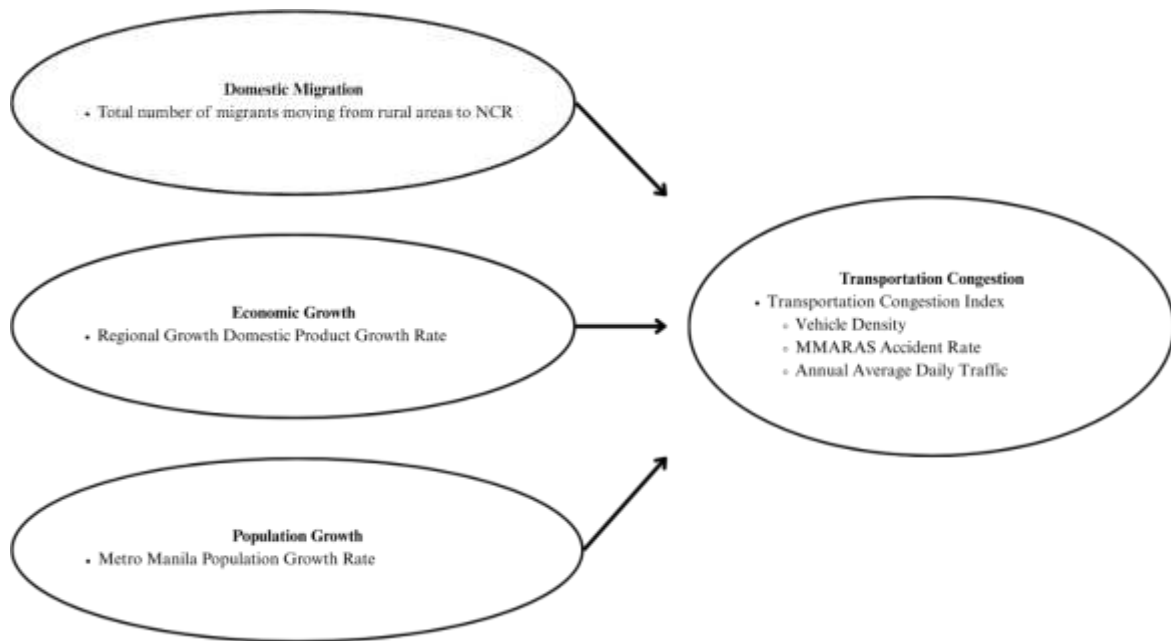 Domestic Migration
• Total number of migrants moving from rural areas to NCR
Economic Growth
• Regional Growth Domestic Product Growth Rate
Population Growth
• Metro Manila Population Growth Rate
Transportation Congestion
• Transportation Congestion Index
◦ Vehicle Density
◦ MMARAS Accident Rate
◦ Annual Average Daily Traffic